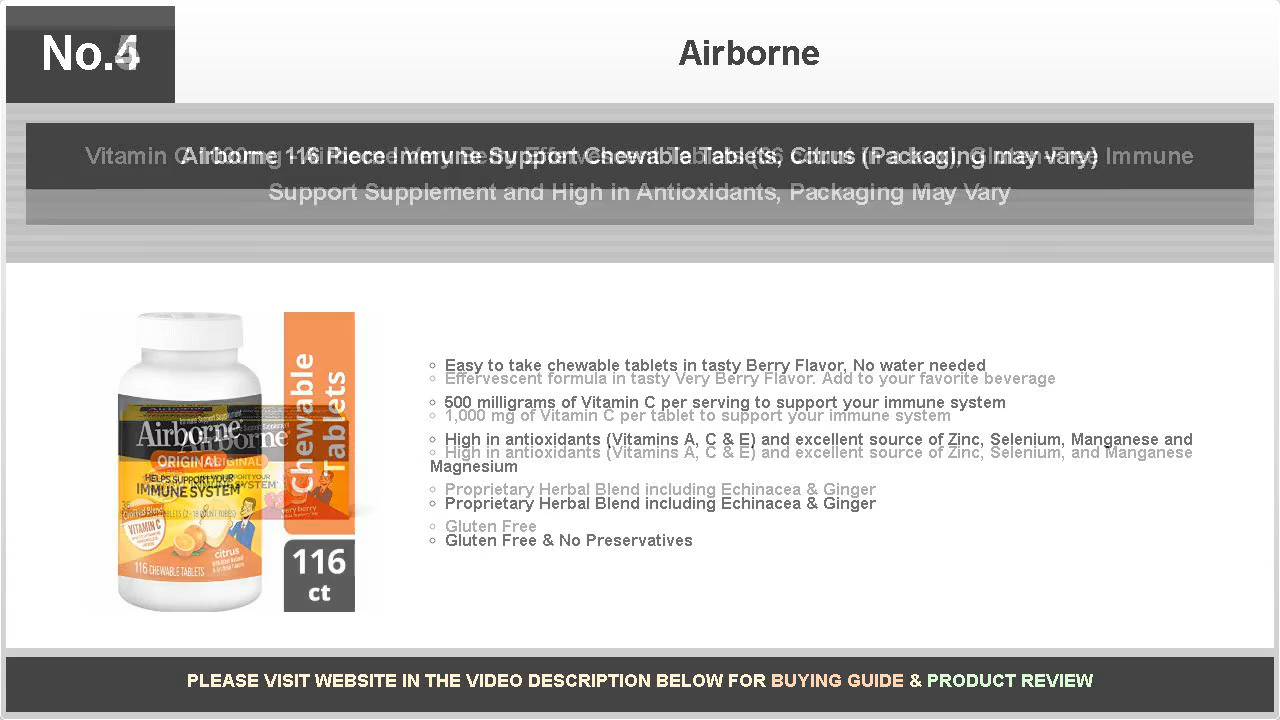 No.4
Airborne
Airborne 116 Piece Immune Support Chewable Tablets, Citrus (Packaging may vary)
Support Supplement and High in Antioxidants, Packaging May Vary
Easy to take chewable tablets in tasty Berry Flavor, No water needed
Effervescent formula in tasty Very Berry Flavor. Add to your favorite beverage
500 milligrams of Vitamin C per serving to support your immune system
1,000 mg of Vitamin C per tablet to support your immune system
High in antioxidants (Vitamins A, C & E) and excellent source of Zinc, Selenium, Manganese and
High in antioxidants (Vitamins A, C & E) and excellent source of Zinc, Selenium, and Manganese
Magnesium
Proprietary Herbal Blend including Echinacea & Ginger
Proprietary Herbal Blend including Echinacea & Ginger
Gluten Free
Gluten Free & No Preservatives
Airborne
ORIGINAL
HELPS SUPPORT YOUR
IMMUNE SYSTEM
VITAMIN C
citrus
116 CHEWABLE TABLETS
Chewable
Tablets
116
ct
PLEASE VISIT WEBSITE IN THE VIDEO DESCRIPTION BELOW FOR BUYING GUIDE & PRODUCT REVIEW